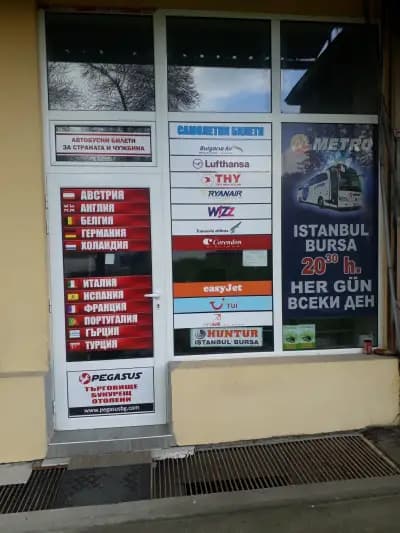 АВТОБУСНИ БИЛЕТИ
ЗА СТРАНАТА И ЧУЖБИНА
АВСТРИЯ
АНГЛИЯ
БЕЛГИЯ
ГЕРМАНИЯ
ХОЛАНДИЯ
ИТАЛИЯ
ИСПАНИЯ
ФРАНЦИЯ
ПОРТУГАЛИЯ
ГЪРЦИЯ
ТУРЦИЯ
PEGASUS
ТЪРГОВИЩЕ
БУКУРЕЩ
ОТОПЕНИ
www.pegasusbg.com
САМОЛЕТНИ БИЛЕТИ
Bulgaria Air
Lufthansa
THY
RYANAIR
WIZZ
Corendon
easyJet
TUI
HUNTUR
ISTANBUL BURSA
METRO
ISTANBUL
BURSA
20³⁰ h.
HER GÜN
ВСЕКИ ДЕН